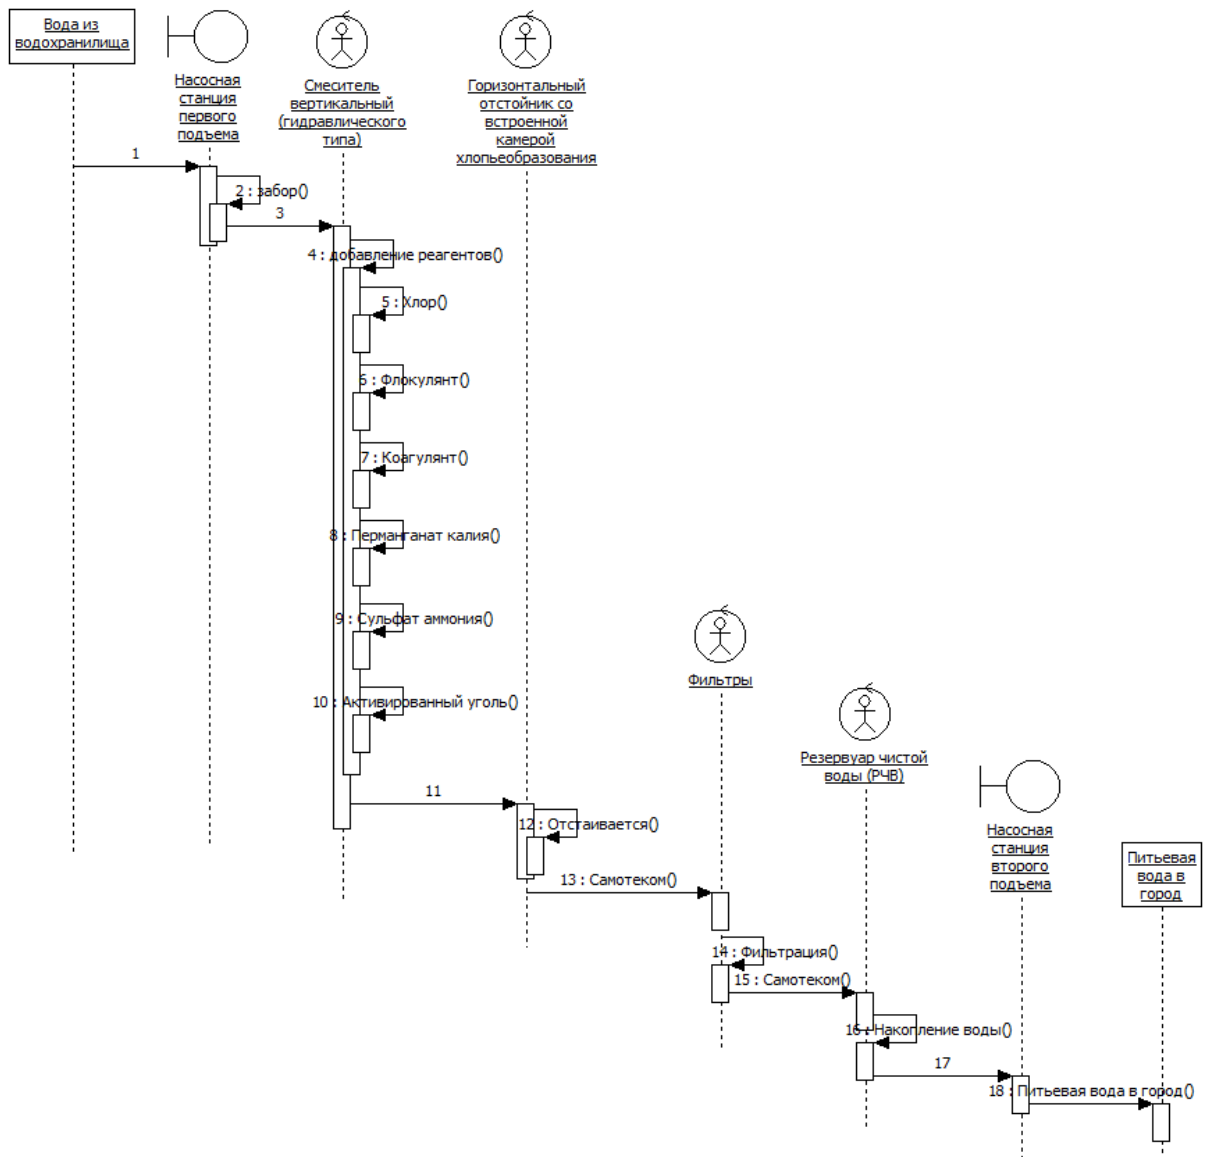 Вода из
водохранилища
Насосная
станция
первого
подъема
Смеситель
вертикальный
(гидравлического
типа)
Горизонтальный
отстойник со
встроенной
камерой
хлопьеобразования
1
2 : забор()
3
4 : добавление реагентов()
5 : Хлор()
6 : Флокулянт()
7 : Коагулянт()
8 : Перманганат калия()
9 : Сульфат аммония()
Фильтры
10 : Активированный уголь()
Резервуар чистой
воды (РЧВ)
11
12 : Отстаивается()
Насосная
станция
второго
подъема
Питьевая
вода в
город
13 : Самотеком()
14 : Фильтрация()
15 : Самотеком()
16 : Накопление воды()
17
18 : Питьевая вода в город()